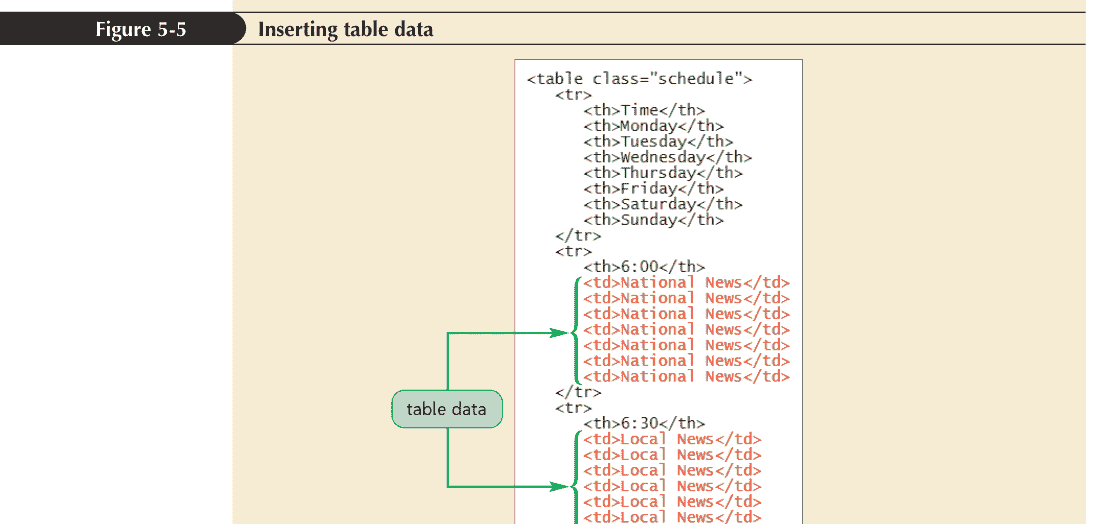 Figure 5-5
Inserting table data
<table class="schedule">
<tr>
<th>Time</th>
<th>Monday</th>
<th>Tuesday</th>
<th>Wednesday</th>
<th>Thursday</th>
<th>Friday</th>
<th>Saturday</th>
<th>Sunday</th>
</tr>
<tr>
<th>6:00</th>
<td>National News</td>
<td>National News</td>
<td>National News</td>
<td>National News</td>
<td>National News</td>
<td>National News</td>
<td>National News</td>
</tr>
table data
<tr>
<th>6:30</th>
<td>Local News</td>
<td>Local News</td>
<td>Local News</td>
<td>Local News</td>
<td>Local News</td>
<td>Local News</td>